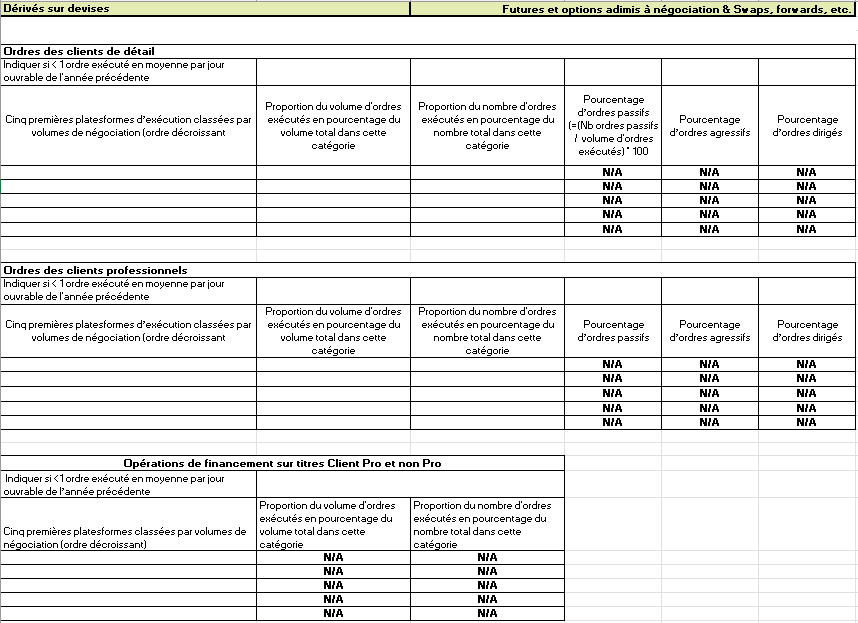 Dérivés sur devises
Futures et options adimis à négociation & Swaps, forwards, etc.
Ordres des clients de détail
Indiquer si < 1 ordre exécuté en moyenne par jour
ouvrable de l'année précédente
Cinq premières platesformes d'exécution classées par
volumes de négociation (ordre décroissant
Proportion du volume d'ordres
exécutés en pourcentage du
volume total dans cette
catégorie
Proportion du nombre d'ordres
exécutés en pourcentage du
nombre total dans cette
catégorie
Pourcentage
d'ordres passifs
(=(Nb ordres passifs
/ volume d'ordres
exécutés) * 100
Pourcentage
d'ordres agressifs
Pourcentage
d'ordres dirigés
N/A N/A N/A
N/A N/A N/A
N/A N/A N/A
N/A N/A N/A
N/A N/A N/A
Ordres des clients professionnels
Indiquer si < 1 ordre exécuté en moyenne par jour
ouvrable de l'année précédente
Cinq premières platesformes d'exécution classées par
volumes de négociation (ordre décroissant
Proportion du volume d'ordres
exécutés en pourcentage du
volume total dans cette
catégorie
Proportion du nombre d'ordres
exécutés en pourcentage du
nombre total dans cette
catégorie
Pourcentage
d'ordres passifs
Pourcentage
d'ordres agressifs
Pourcentage
d'ordres dirigés
N/A N/A N/A
N/A N/A N/A
N/A N/A N/A
N/A N/A N/A
N/A N/A N/A
Opérations de financement sur titres Client Pro et non Pro
Indiquer si < 1 ordre exécuté en moyenne par jour
ouvrable de l'année précédente
Cinq premières platesformes classées par volumes de
négociation (ordre décroissant)
Proportion du volume d'ordres
exécutés en pourcentage du
volume total dans cette
catégorie
Proportion du nombre d'ordres
exécutés en pourcentage du
nombre total dans cette
catégorie
N/A N/A
N/A N/A
N/A N/A
N/A N/A
N/A N/A